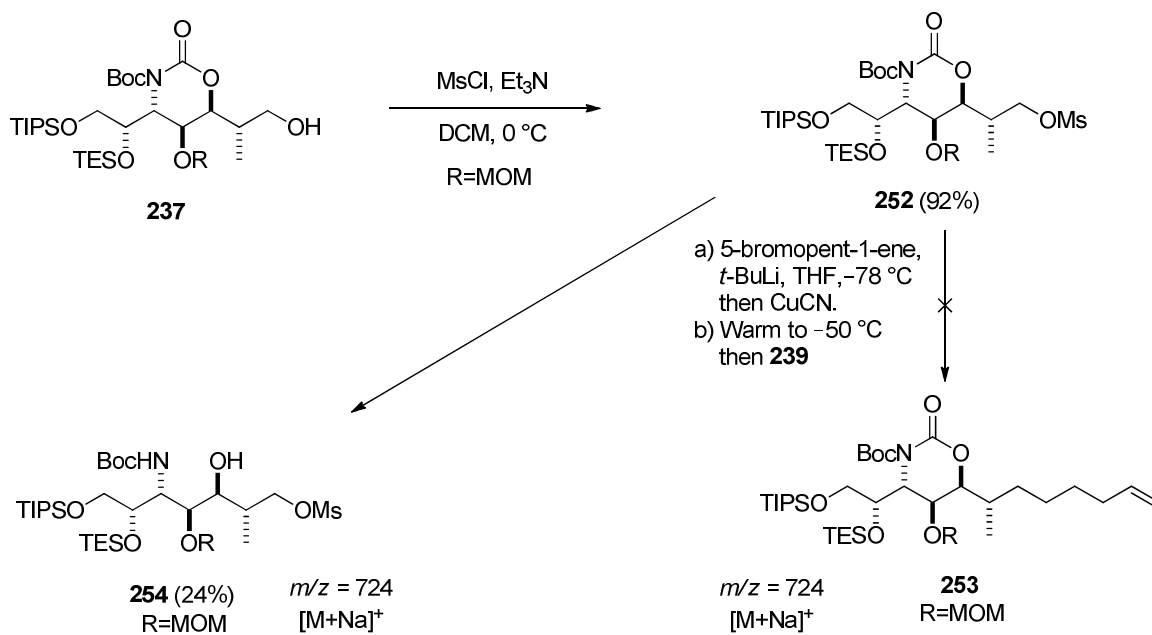 O
BocN
O
TIPSO
TESO
OR
OH
237
MsCl, Et₃N
DCM, 0 °C
R=MOM
O
BocN
O
TIPSO
TESO
OR
OMs
252 (92%)
a) 5-bromopent-1-ene,
t-BuLi, THF,–78 °C
then CuCN.
b) Warm to –50 °C
then 239
BocHN
OH
TIPSO
TESO
OR
OMs
254 (24%)
R=MOM
m/z = 724
[M+Na]⁺
O
BocN
O
TIPSO
TESO
OR
m/z = 724
[M+Na]⁺
253
R=MOM